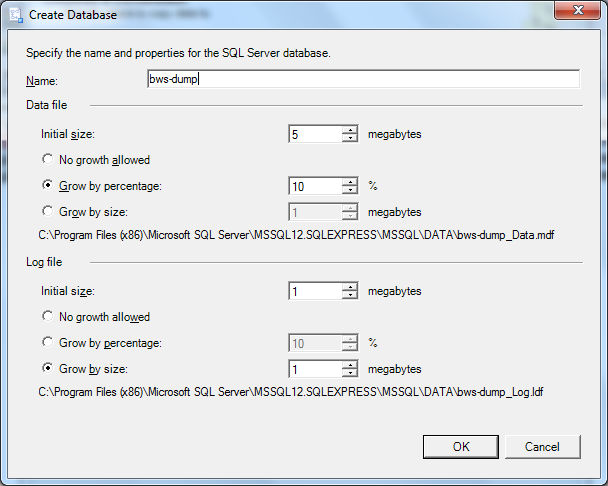 Create Database
Specify the name and properties for the SQL Server database.
Name: bws-dump
Data file
Initial size: 5 megabytes
No growth allowed
Grow by percentage: 10 %
Grow by size: 1 megabytes
C:\Program Files (x86)\Microsoft SQL Server\MSSQL12.SQLEXPRESS\MSSQL\DATA\bws-dump_Data.mdf
Log file
Initial size: 1 megabytes
No growth allowed
Grow by percentage: 10 %
Grow by size: 1 megabytes
C:\Program Files (x86)\Microsoft SQL Server\MSSQL12.SQLEXPRESS\MSSQL\DATA\bws-dump_Log.ldf
OK Cancel